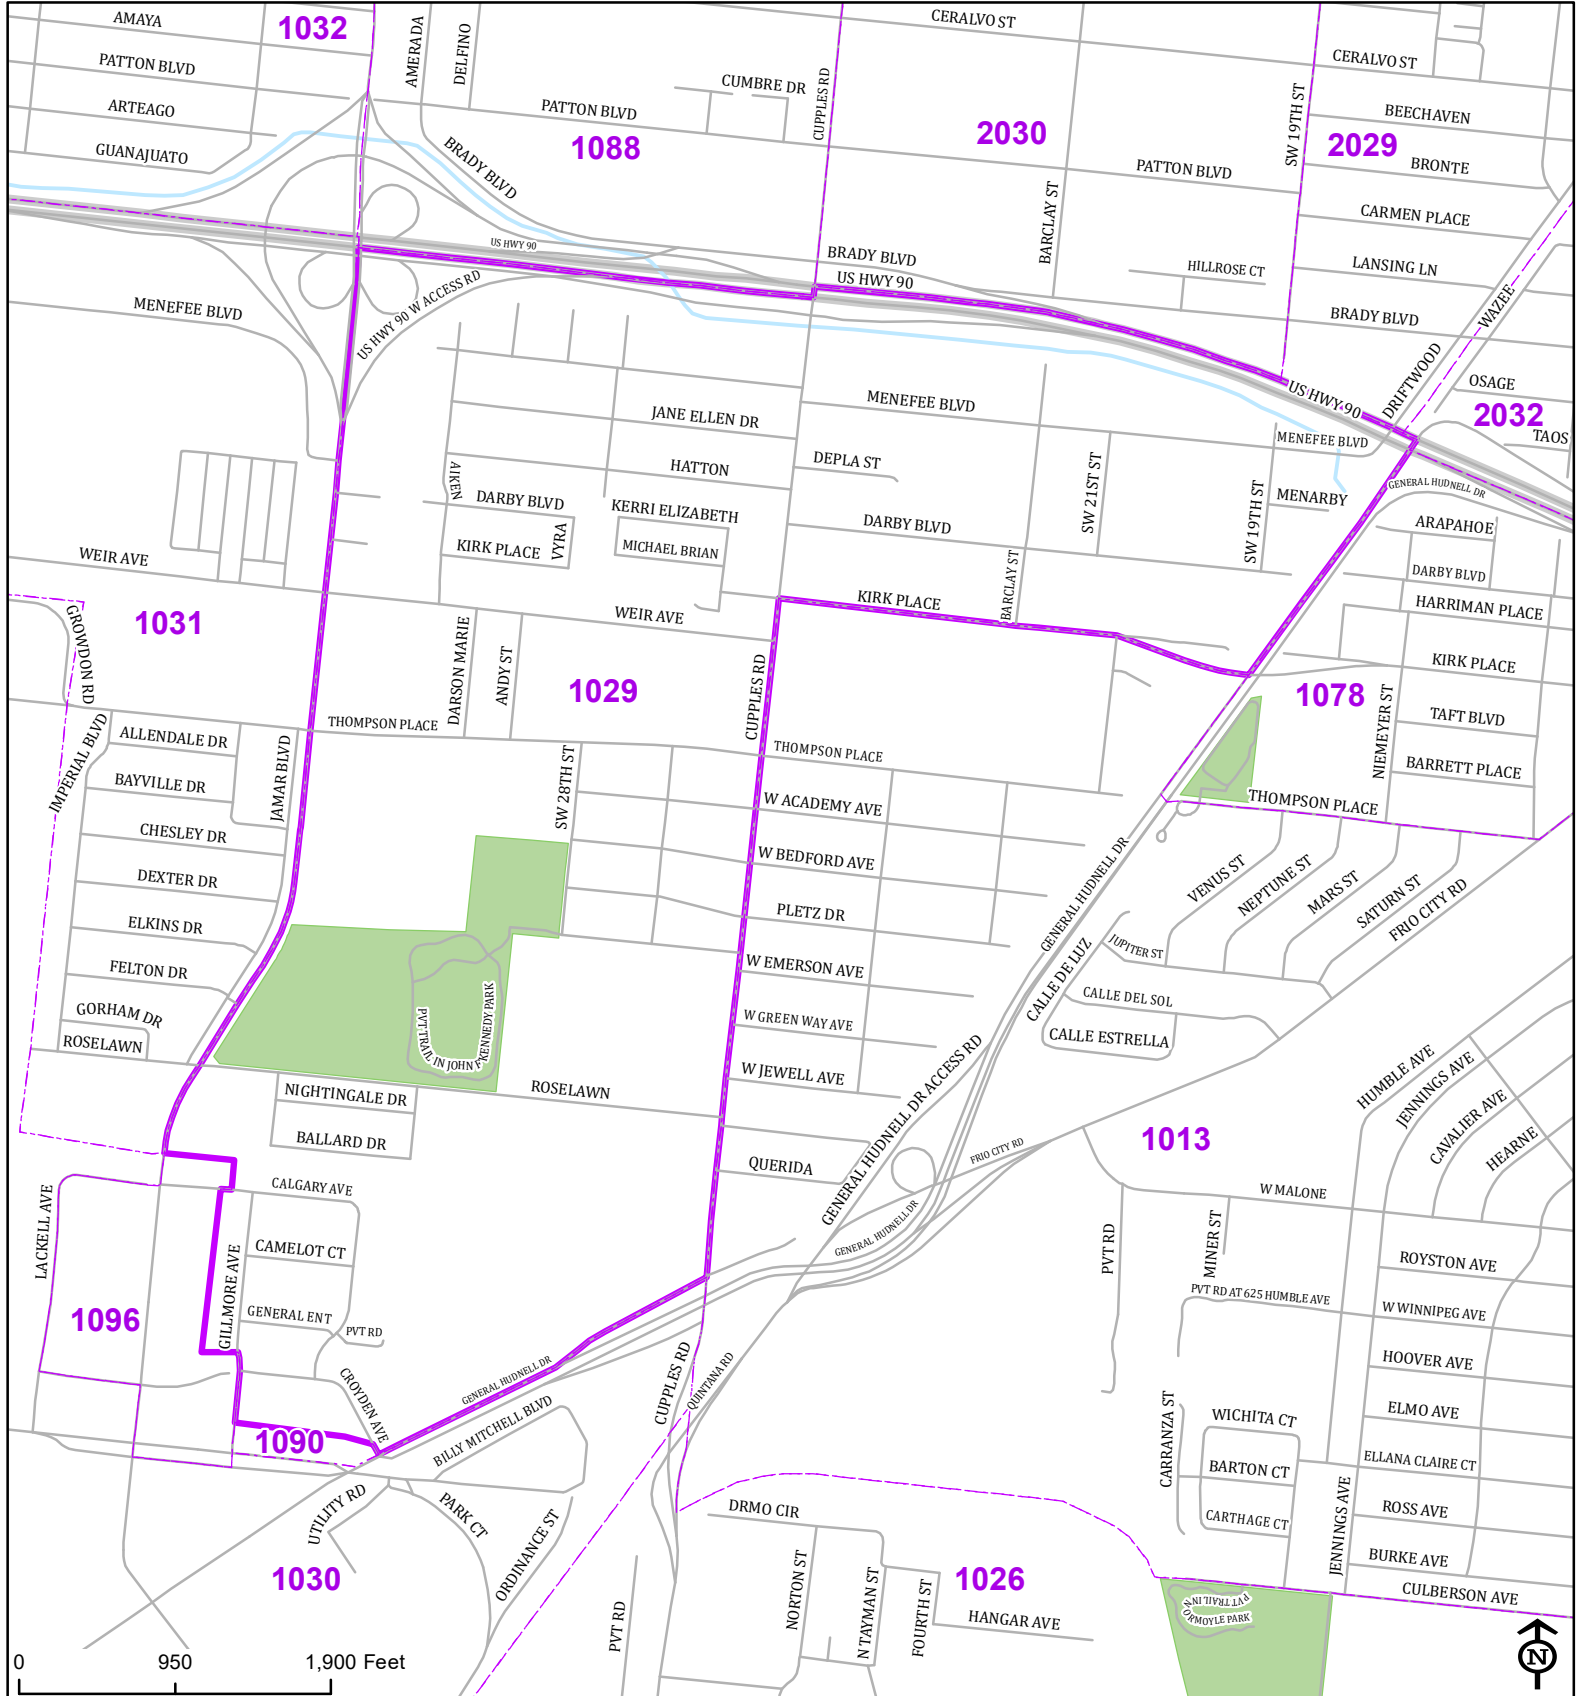 AMAYA
1032
AMERADA
DELFINO
CERALVO ST
CERALVO ST
PATTON BLVD
CUMBRE DR
CUPPLES RD
SW 19TH ST
ARTEAGO
PATTON BLVD
BEECHAVEN
GUANAJUATO
1088
2030
2029
BRADY BLVD
PATTON BLVD
BRONTE
BARCLAY ST
CARMEN PLACE
US HWY 90
BRADY BLVD
US HWY 90
HILLROSE CT
LANSING LN
MENEFEE BLVD
US HWY 90 W ACCESS RD
WAZEE
BRADY BLVD
DRIFTWOOD
US HWY 90
OSAGE
2032
TAOS
JANE ELLEN DR
MENEFEE BLVD
MENEFEE BLVD
AIKEN
HATTON
DEPLA ST
SW 21ST ST
SW 19TH ST
GENERAL HUDNELL DR
MENARBY
DARBY BLVD
KERRI ELIZABETH
DARBY BLVD
ARAPAHOE
KIRK PLACE
VYRA
MICHAEL BRIAN
WEIR AVE
BARCLAY ST
DARBY BLVD
GROWDON RD
1031
WEIR AVE
KIRK PLACE
HARRIMAN PLACE
DARSON MARIE
ANDY ST
1029
CUPPLES RD
1078
KIRK PLACE
NIEMEYER ST
IMPERIAL BLVD
ALLENDALE DR
JAMAR BLVD
THOMPSON PLACE
SW 28TH ST
THOMPSON PLACE
TAFT BLVD
BAYVILLE DR
W ACADEMY AVE
BARRETT PLACE
THOMPSON PLACE
CHESLEY DR
W BEDFORD AVE
GENERAL HUDNELL DR
VENUS ST
NEPTUNE ST
MARS ST
SATURN ST
FRIO CITY RD
DEXTER DR
PLETZ DR
ELKINS DR
JUPITER ST
CALLE DE LUZ
FELTON DR
W EMERSON AVE
CALLE DEL SOL
GORHAM DR
PVT TRAIL IN JOHN F KENNEDY PARK
W GREEN WAY AVE
CALLE ESTRELLA
ROSELAWN
W JEWELL AVE
GENERAL HUDNELL DR ACCESS RD
HUMBLE AVE
JENNINGS AVE
CAVALIER AVE
HEARNE
NIGHTINGALE DR
ROSELAWN
BALLARD DR
FRIO CITY RD
1013
QUERIDA
CALGARY AVE
W MALONE
LACKELL AVE
GILLMORE AVE
CAMELOT CT
GENERAL HUDNELL DR
PVT RD
MINER ST
ROYSTON AVE
1096
GENERAL ENT
PVT RD
PVT RD AT 625 HUMBLE AVE
W WINNIPEG AVE
CROYDEN AVE
GENERAL HUDNELL DR
CUPPLES RD
QUINTANA RD
HOOVER AVE
CARRANZA ST
1090
BILLY MITCHELL BLVD
WICHITA CT
ELMO AVE
BARTON CT
ELLANA CLAIRE CT
UTILITY RD
PARK CT
ORDINANCE ST
DRMO CIR
CARTHAGE CT
JENNINGS AVE
ROSS AVE
1030
NORTON ST
N TAYMAN ST
FOURTH ST
1026
BURKE AVE
CULBERSON AVE
PVT RD
HANGAR AVE
PVT TRAIL IN NORMOYLE PARK
0 950 1,900 Feet
N